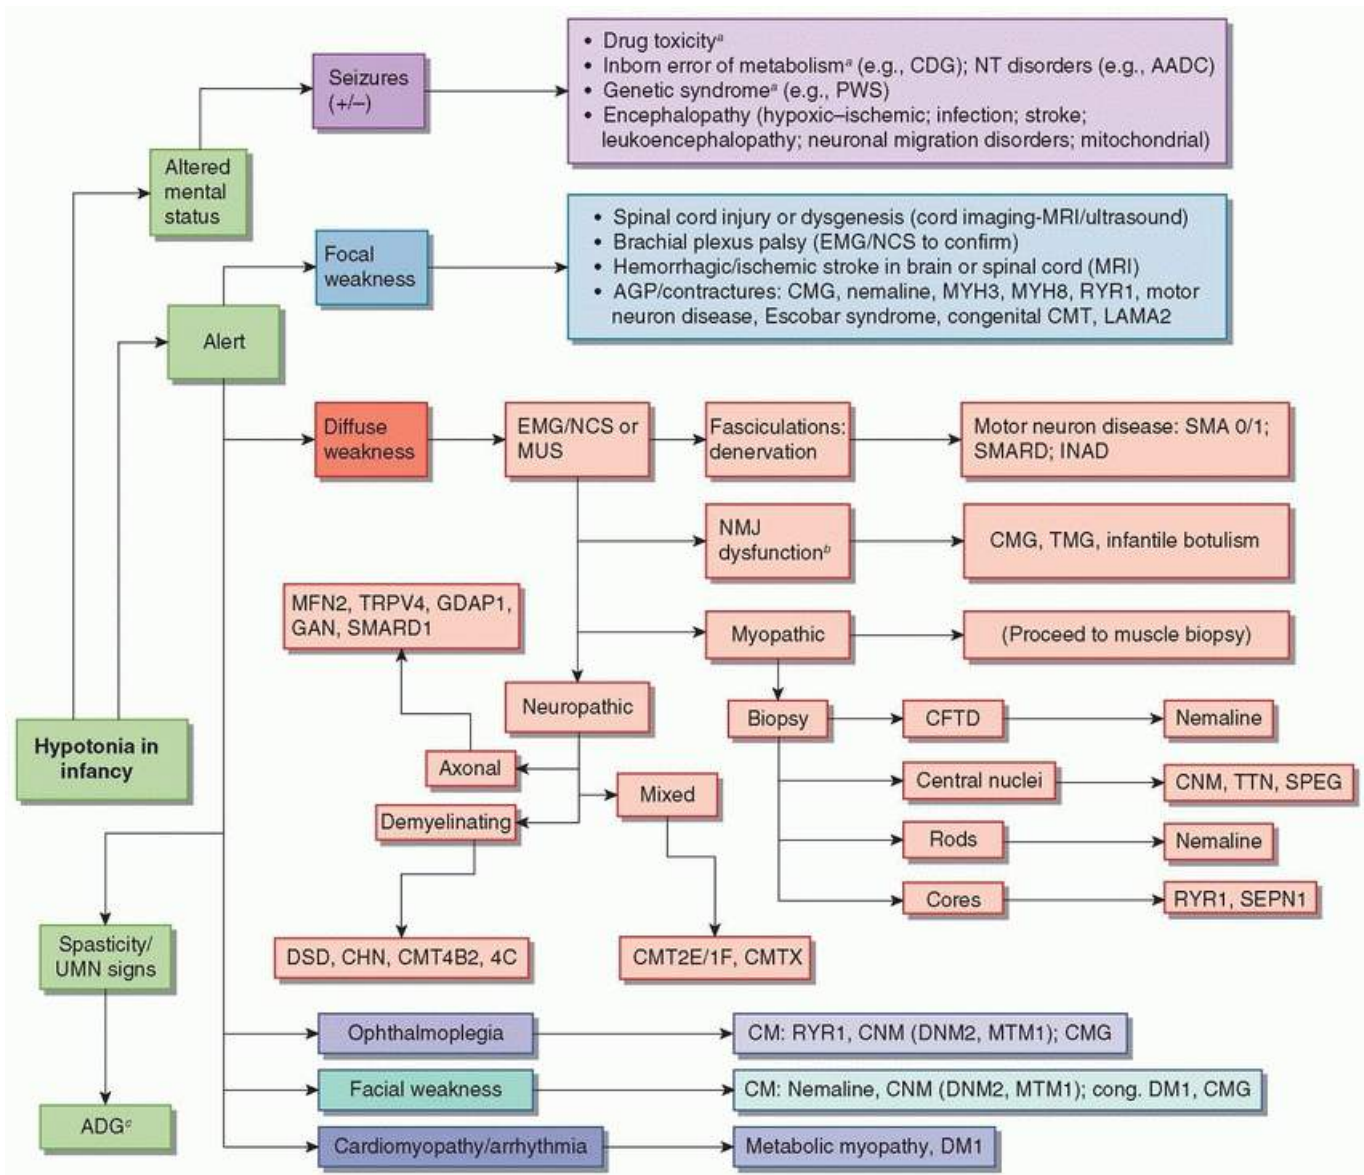 Seizures
(+/–)
• Drug toxicityᵃ
• Inborn error of metabolismᵃ (e.g., CDG); NT disorders (e.g., AADC)
• Genetic syndromeᵃ (e.g., PWS)
• Encephalopathy (hypoxic–ischemic; infection; stroke;
leukoencephalopathy; neuronal migration disorders; mitochondrial)
Altered
mental
status
Focal
weakness
• Spinal cord injury or dysgenesis (cord imaging-MRI/ultrasound)
• Brachial plexus palsy (EMG/NCS to confirm)
• Hemorrhagic/ischemic stroke in brain or spinal cord (MRI)
• AGP/contractures: CMG, nemaline, MYH3, MYH8, RYR1, motor
neuron disease, Escobar syndrome, congenital CMT, LAMA2
Alert
Diffuse
weakness
EMG/NCS or
MUS
Fasciculations:
denervation
Motor neuron disease: SMA 0/1;
SMARD; INAD
NMJ
dysfunctionᵇ
CMG, TMG, infantile botulism
MFN2, TRPV4, GDAP1,
GAN, SMARD1
Myopathic
(Proceed to muscle biopsy)
Neuropathic
Biopsy
CFTD
Nemaline
Hypotonia in
infancy
Axonal
Central nuclei
CNM, TTN, SPEG
Mixed
Demyelinating
Rods
Nemaline
Cores
RYR1, SEPN1
Spasticity/
UMN signs
DSD, CHN, CMT4B2, 4C
CMT2E/1F, CMTX
Ophthalmoplegia
CM: RYR1, CNM (DNM2, MTM1); CMG
Facial weakness
CM: Nemaline, CNM (DNM2, MTM1); cong. DM1, CMG
ADGᶜ
Cardiomyopathy/arrhythmia
Metabolic myopathy, DM1